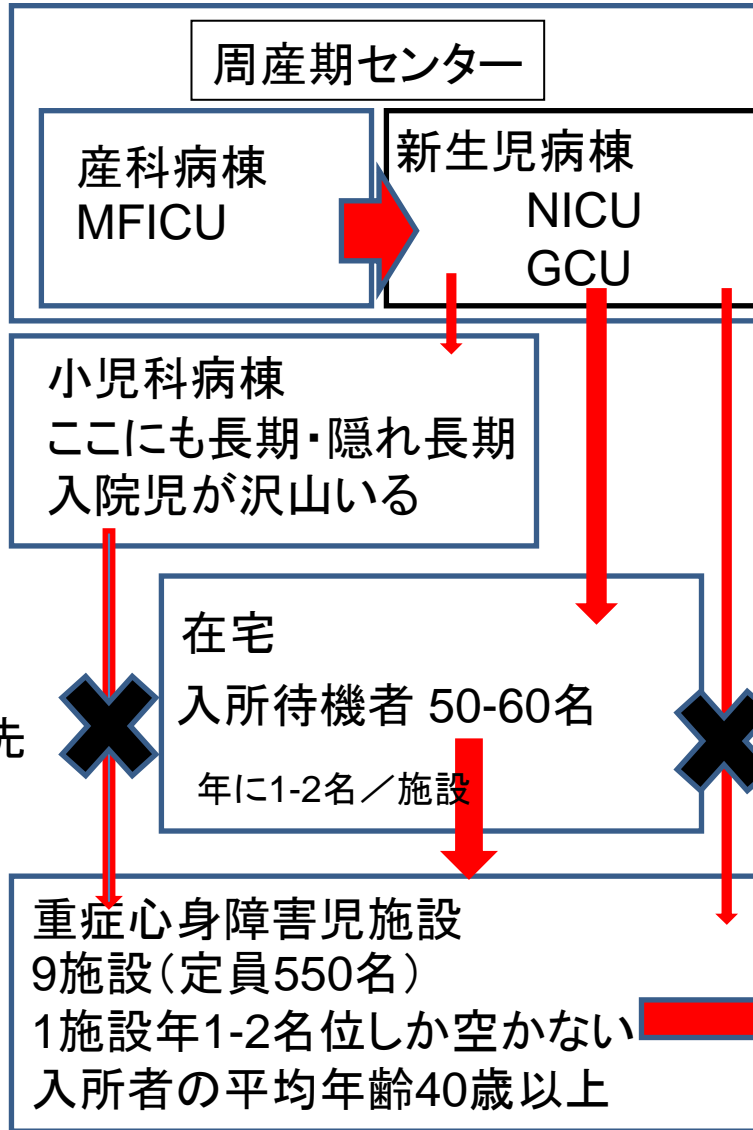 周産期センター
産科病棟
MFICU
新生児病棟
NICU
GCU
小児科病棟
ここにも長期・隠れ長期
入院児が沢山いる
在宅
入所待機者 50-60名
年に1-2名／施設
先
重症心身障害児施設
9施設（定員550名）
1施設年1-2名位しか空かない
入所者の平均年齢40歳以上